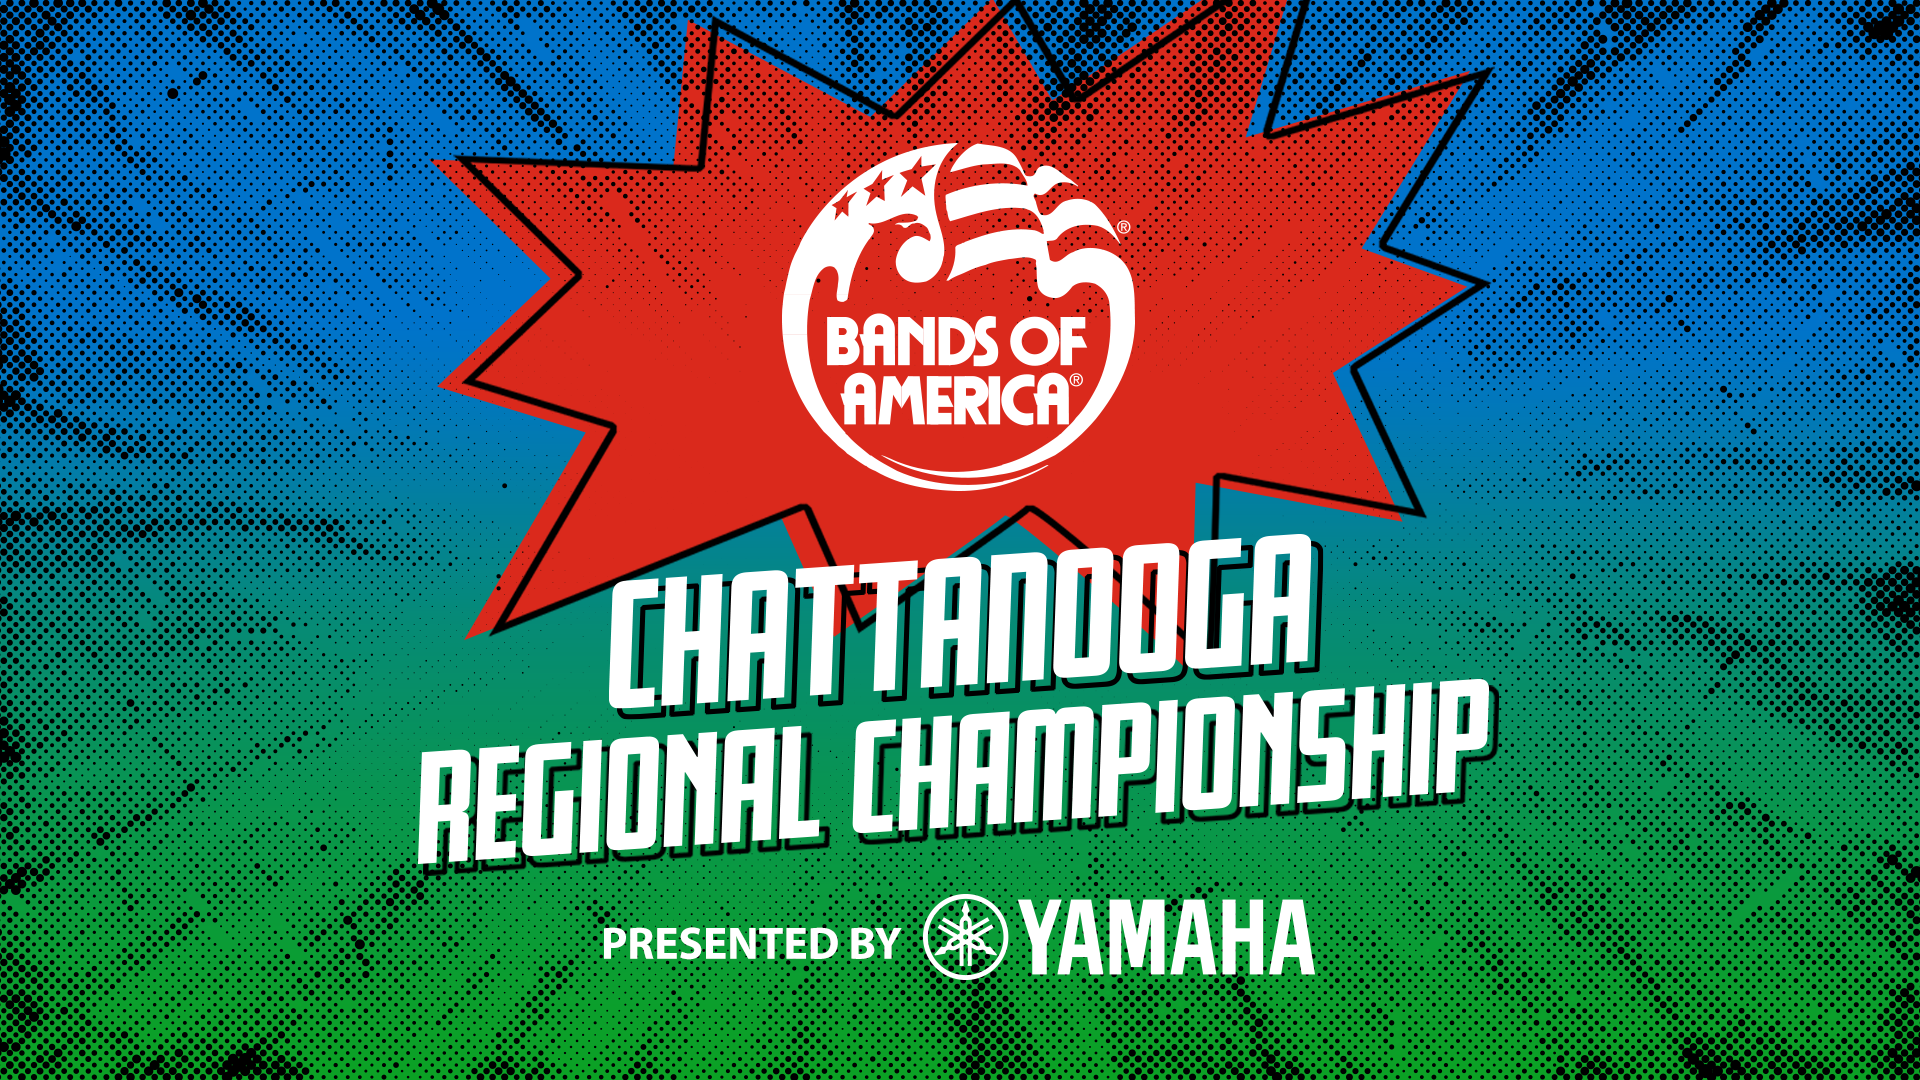 BANDS OF
AMERICA®
®
CHATTANOOGA
REGIONAL CHAMPIONSHIP
PRESENTED BY YAMAHA